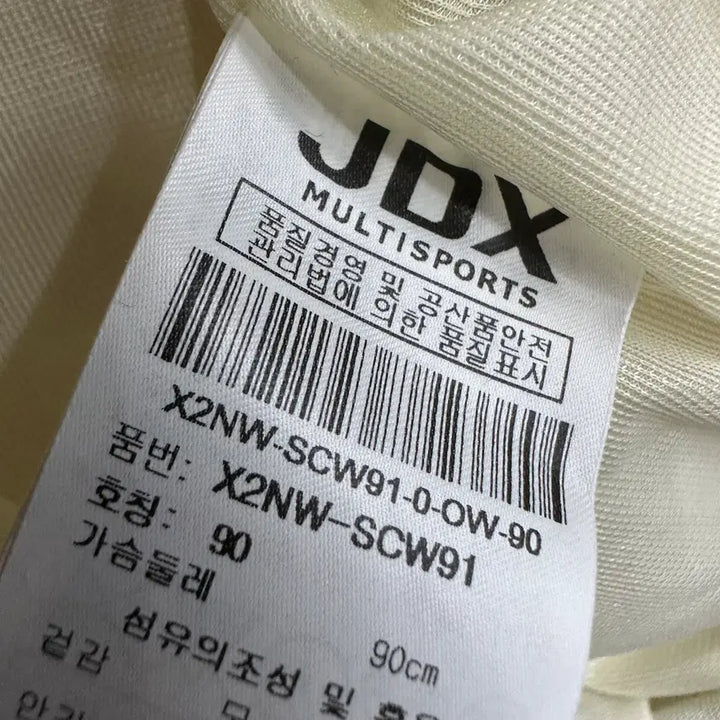 JDX
MULTISPORTS
품질경영 및 공산품안전
관리법에 의한 품질표시
X2NW-SCW91-0-OW-90
품번: X2NW-SCW91
호칭: 90
가슴둘레 90cm
섬유의조성 및
겉감